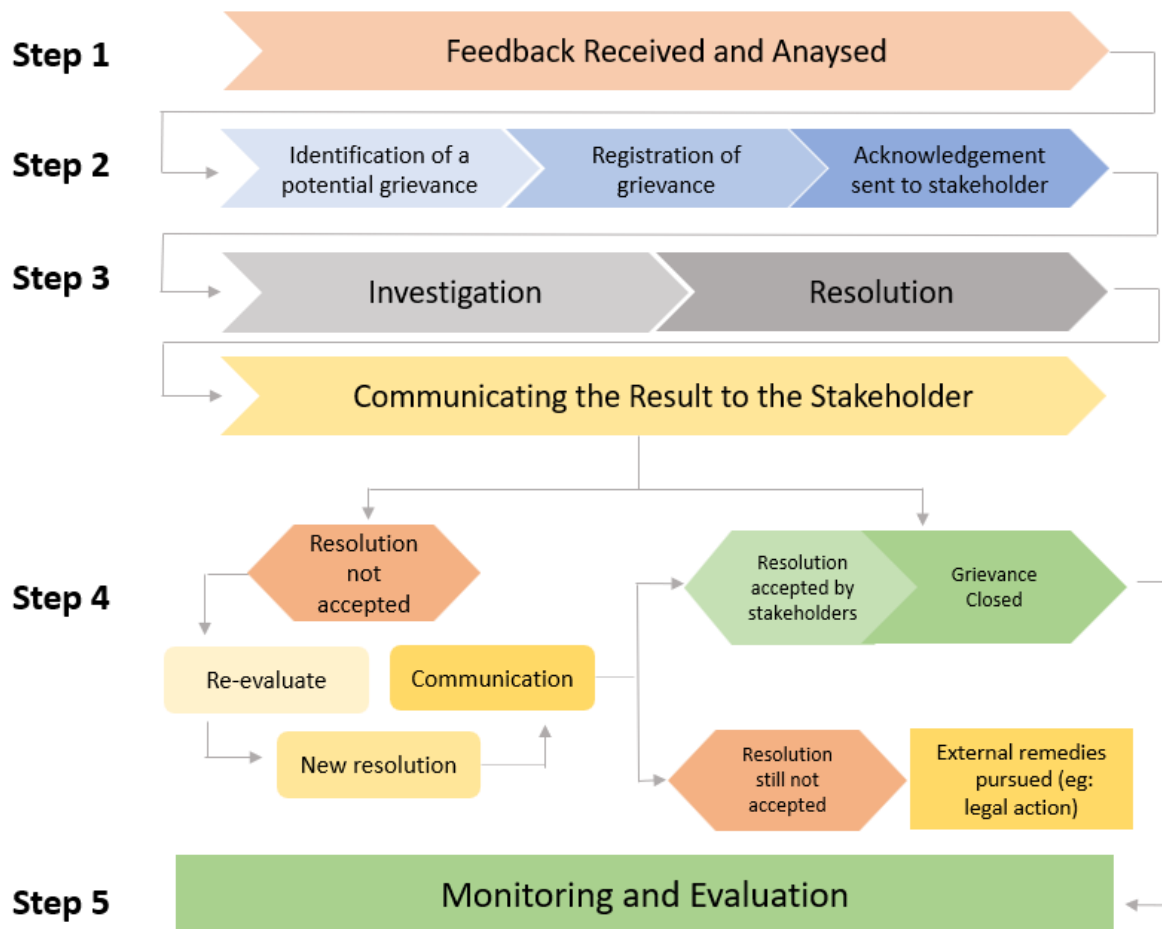 Step 1
Feedback Received and Anaysed
Step 2
Identification of a
potential grievance
Registration of
grievance
Acknowledgement
sent to stakeholder
Step 3
Investigation
Resolution
Communicating the Result to the Stakeholder
Step 4
Resolution
not
accepted
Re-evaluate
New resolution
Communication
Resolution
accepted by
stakeholders
Grievance
Closed
Resolution
still not
accepted
External remedies
pursued (eg:
legal action)
Step 5
Monitoring and Evaluation